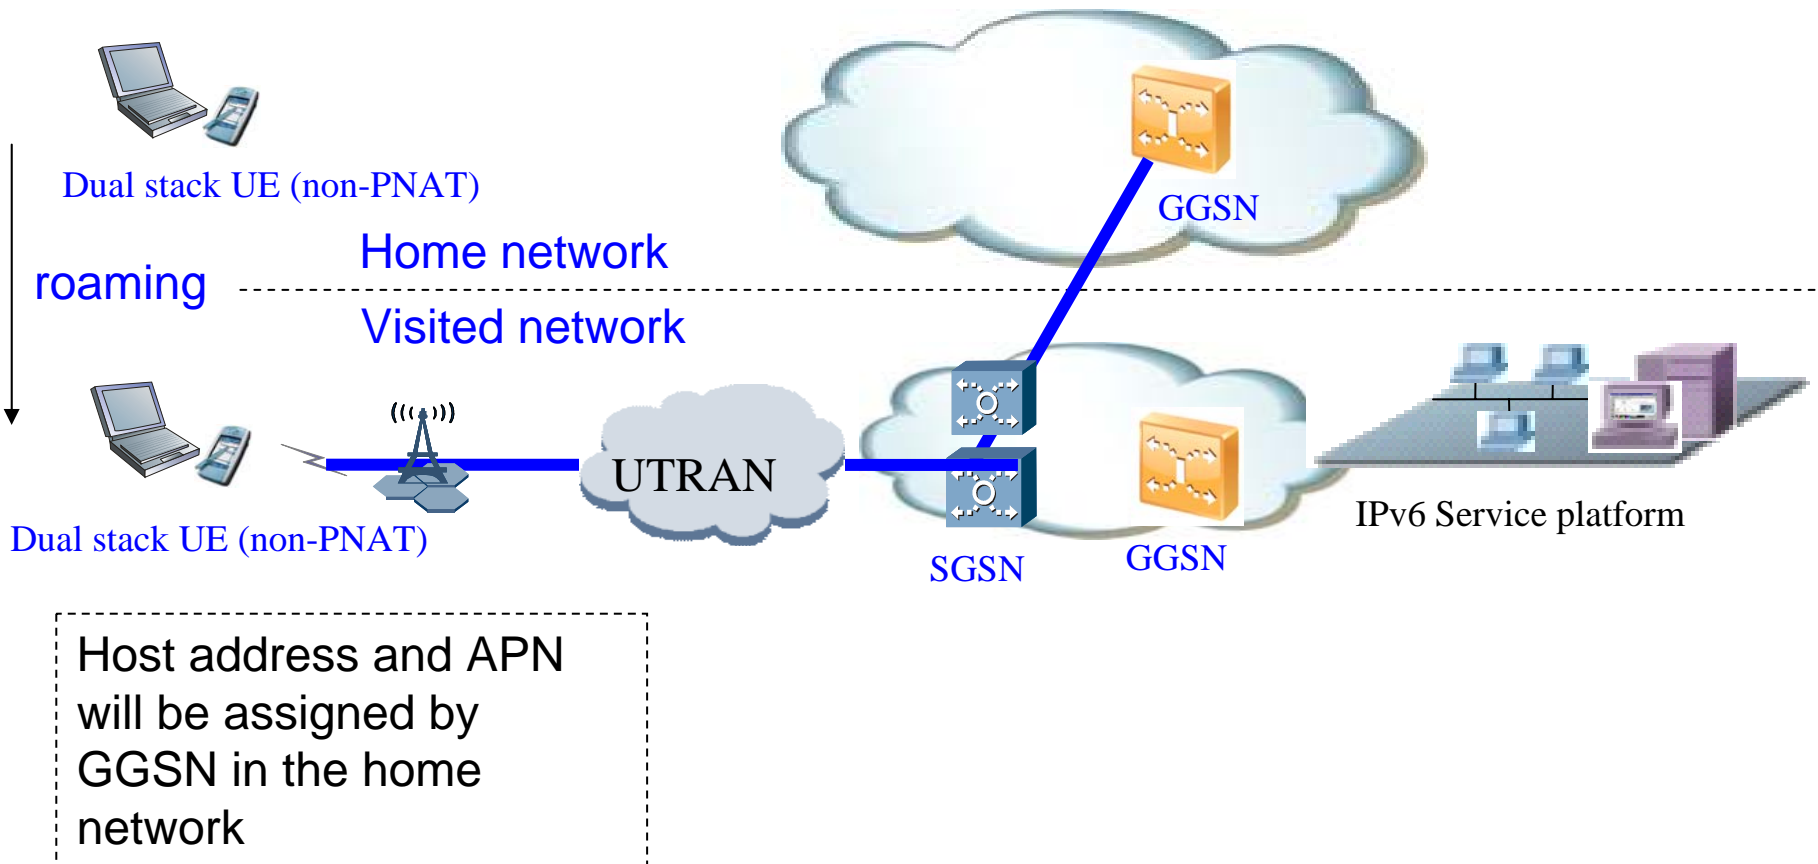 Dual stack UE (non-PNAT)
GGSN
Home network
roaming
Visited network
UTRAN
IPv6 Service platform
Dual stack UE (non-PNAT)
SGSN
GGSN
Host address and APN
will be assigned by
GGSN in the home
network